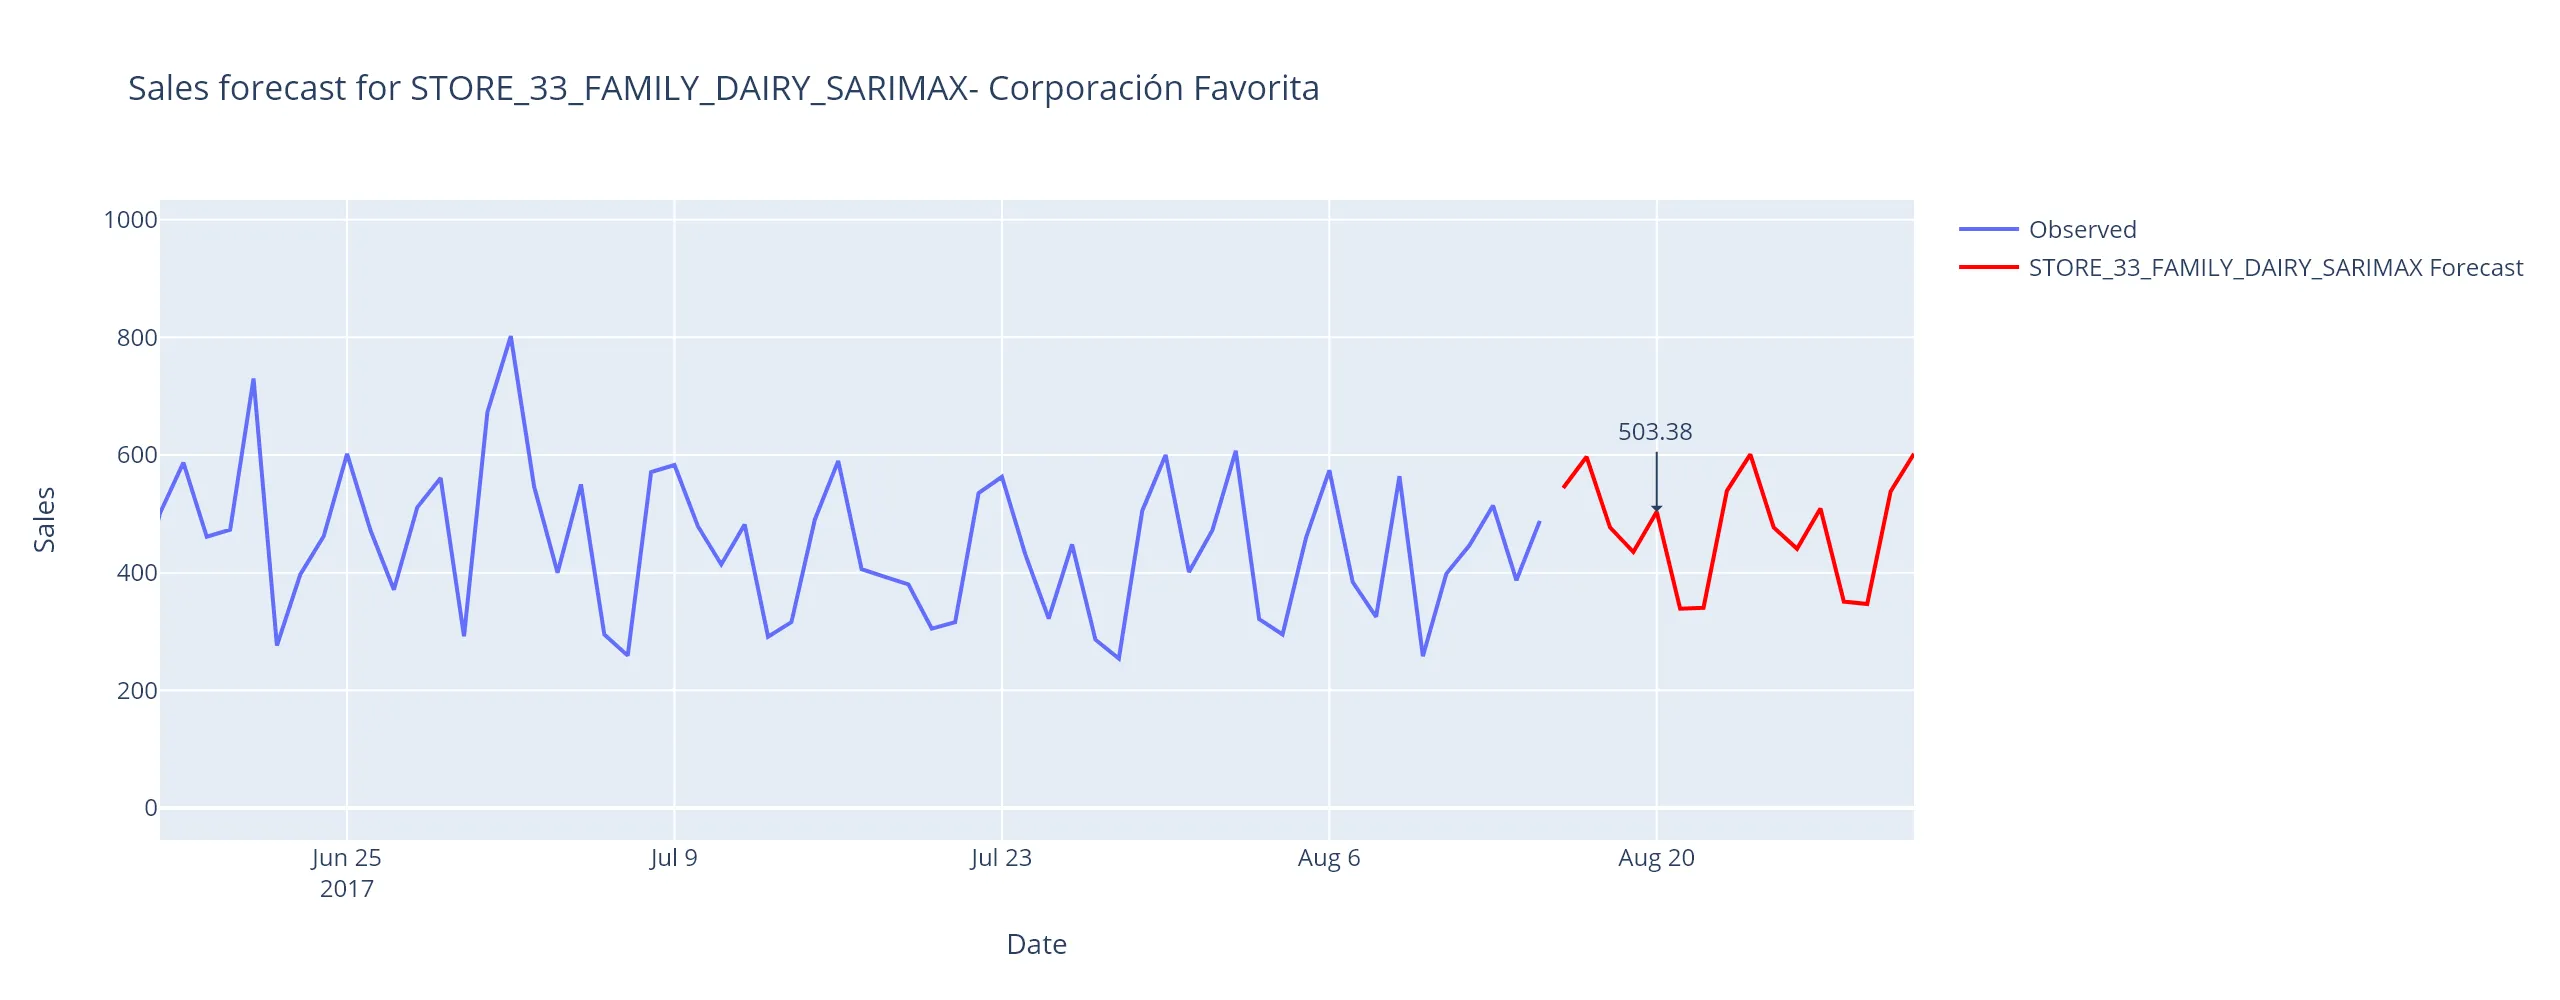 Sales forecast for STORE_33_FAMILY_DAIRY_SARIMAX- Corporación Favorita
Observed
STORE_33_FAMILY_DAIRY_SARIMAX Forecast
1000
800
600
400
200
0
Sales
503.38
Jun 25
2017
Jul 9
Jul 23
Aug 6
Aug 20
Date